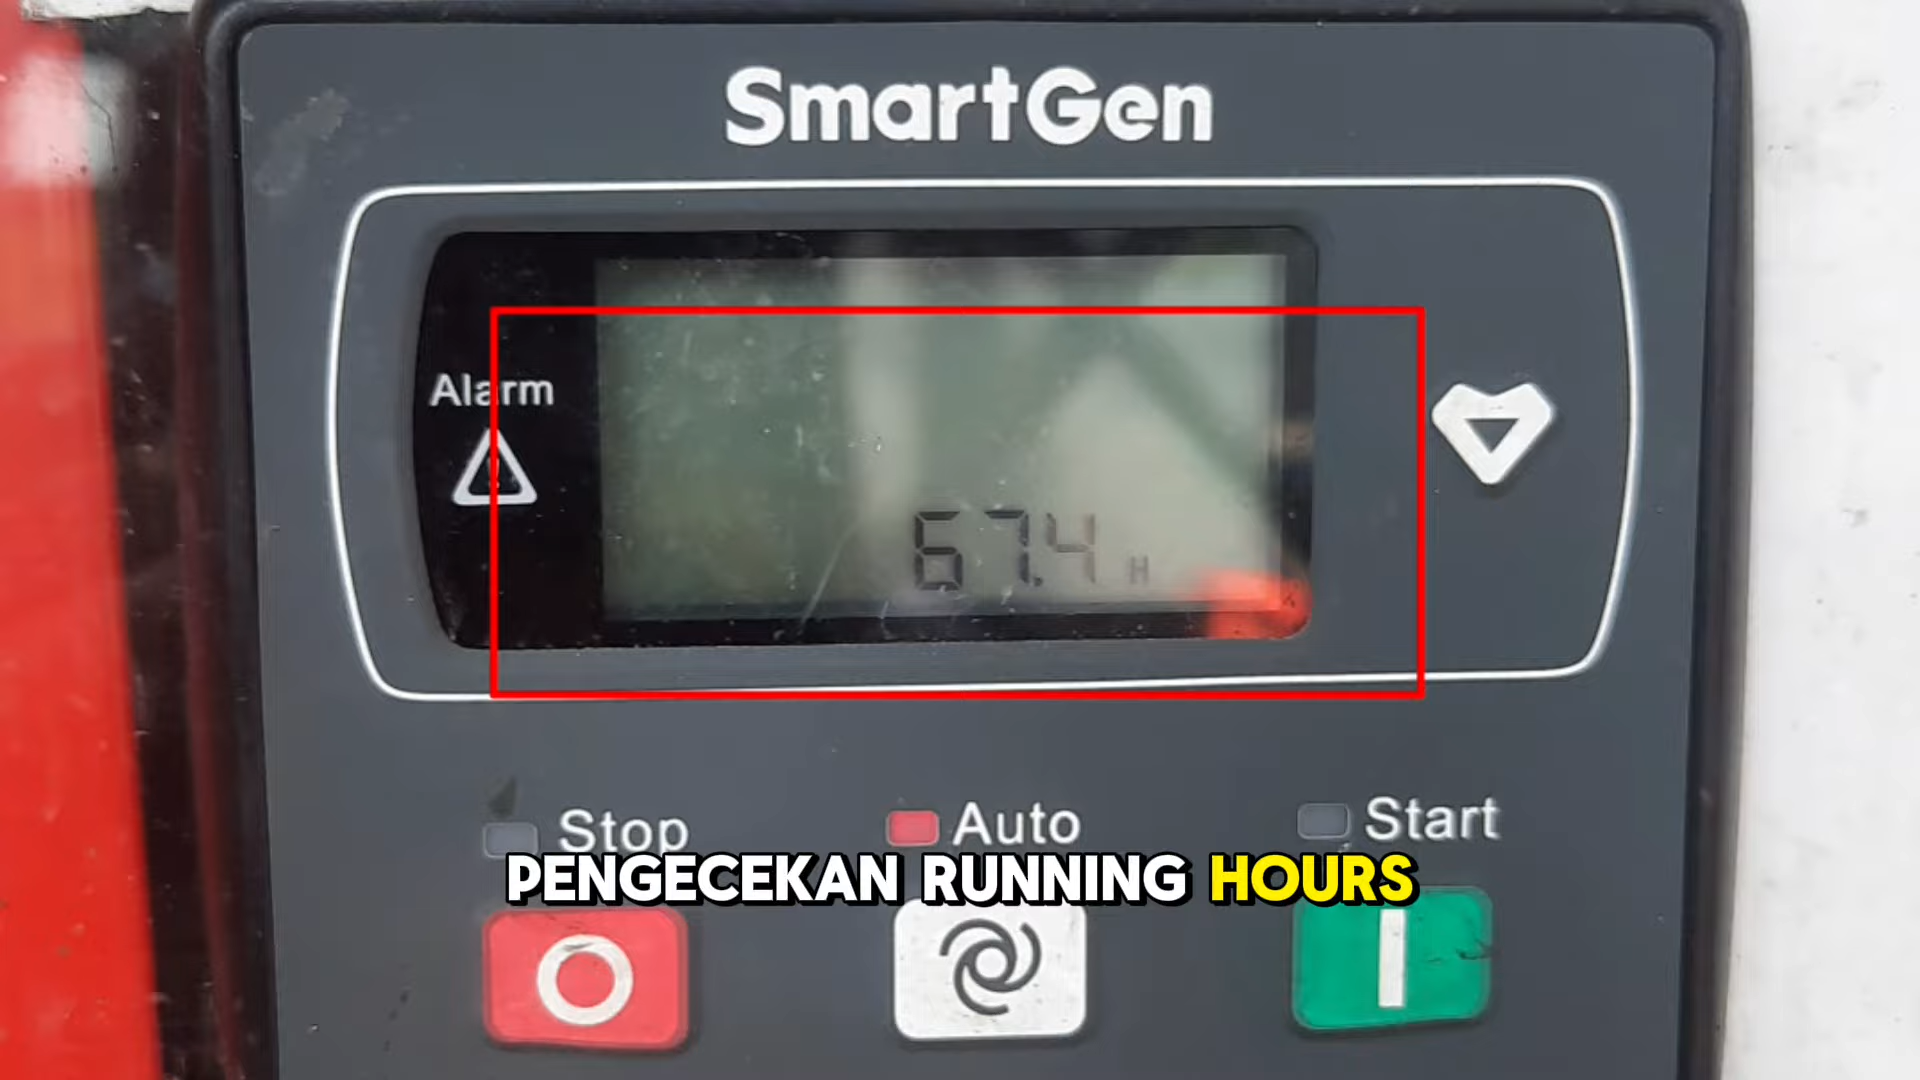 SmartGen
Alarm
67.4 H
Stop
Auto
Start
PENGECEKAN RUNNING HOURS